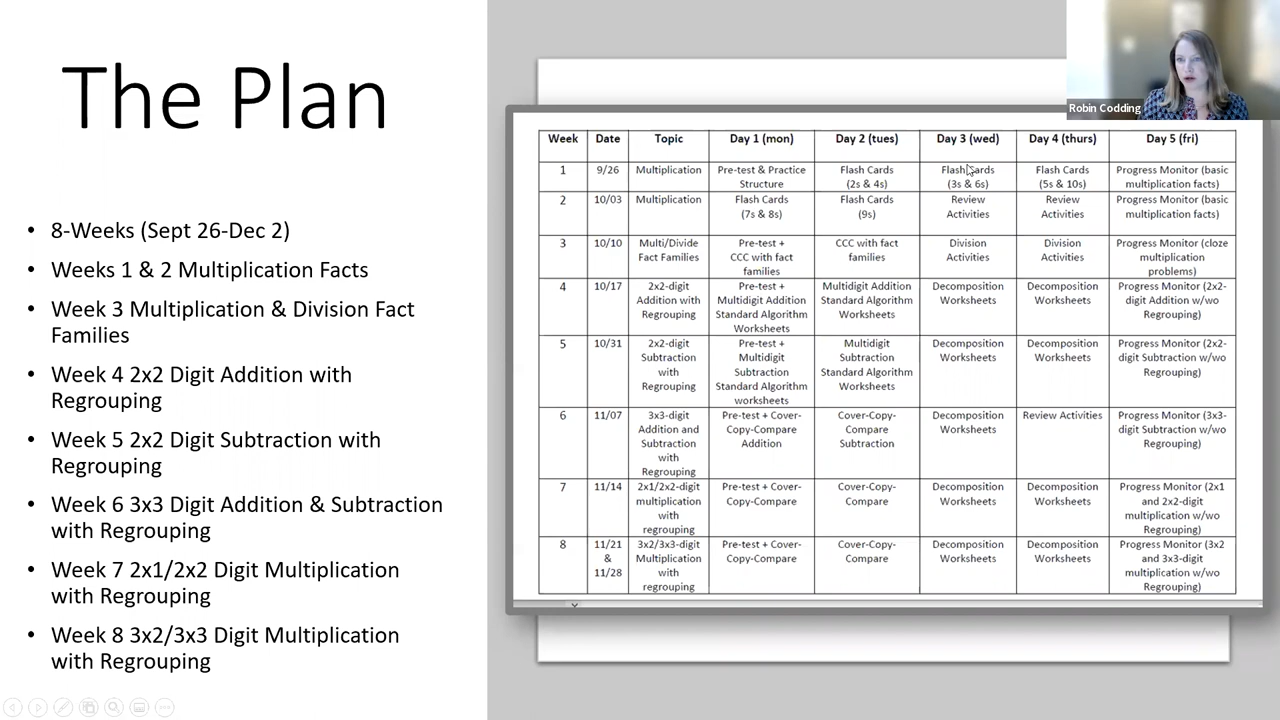 The Plan
• 8-Weeks (Sept 26-Dec 2)
• Weeks 1 & 2 Multiplication Facts
• Week 3 Multiplication & Division Fact
Families
• Week 4 2x2 Digit Addition with
Regrouping
• Week 5 2x2 Digit Subtraction with
Regrouping
• Week 6 3x3 Digit Addition & Subtraction
with Regrouping
• Week 7 2x1/2x2 Digit Multiplication
with Regrouping
• Week 8 3x2/3x3 Digit Multiplication
with Regrouping
Robin Codding
Week Date Topic Day 1 (mon) Day 2 (tues) Day 3 (wed) Day 4 (thurs) Day 5 (fri)
1 9/26 Multiplication Pre-test & Practice Flash Cards Flash Cards Flash Cards Progress Monitor (basic
Structure (2s & 4s) (3s & 6s) (5s & 10s) multiplication facts)
2 10/03 Multiplication Flash Cards Flash Cards Review Review Progress Monitor (basic
(7s & 8s) (9s) Activities Activities multiplication facts)
3 10/10 Multi/Divide Pre-test + CCC with fact Division Division Progress Monitor (cloze
Fact Families CCC with fact families Activities Activities multiplication
families problems)
4 10/17 2x2-digit Pre-test + Multidigit Addition Decomposition Decomposition Progress Monitor (2x2-
Addition with Multidigit Addition Standard Algorithm Worksheets Worksheets digit Addition w/wo
Regrouping Standard Algorithm Worksheets Regrouping)
Worksheets
5 10/31 2x2-digit Pre-test + Multidigit Decomposition Decomposition Progress Monitor (2x2-
Subtraction Multidigit Subtraction Worksheets Worksheets digit Subtraction w/wo
with Subtraction Standard Algorithm Regrouping)
Regrouping Standard Algorithm Worksheets
worksheets
6 11/07 3x3-digit Pre-test + Cover- Cover-Copy- Decomposition Review Activities Progress Monitor (3x3-
Addition and Copy-Compare Compare Worksheets digit Subtraction w/wo
Subtraction Addition Subtraction Regrouping)
with
Regrouping
7 11/14 2x1/2x2-digit Pre-test + Cover- Cover-Copy- Decomposition Decomposition Progress Monitor (2x1
multiplication Copy-Compare Compare Worksheets Worksheets and 2x2-digit
with multiplication w/wo
regrouping Regrouping)
8 11/21 3x2/3x3-digit Pre-test + Cover- Cover-Copy- Decomposition Decomposition Progress Monitor (3x2
& Multiplication Copy-Compare Compare Worksheets Worksheets and 3x3-digit
11/28 with multiplication w/wo
regrouping Regrouping)